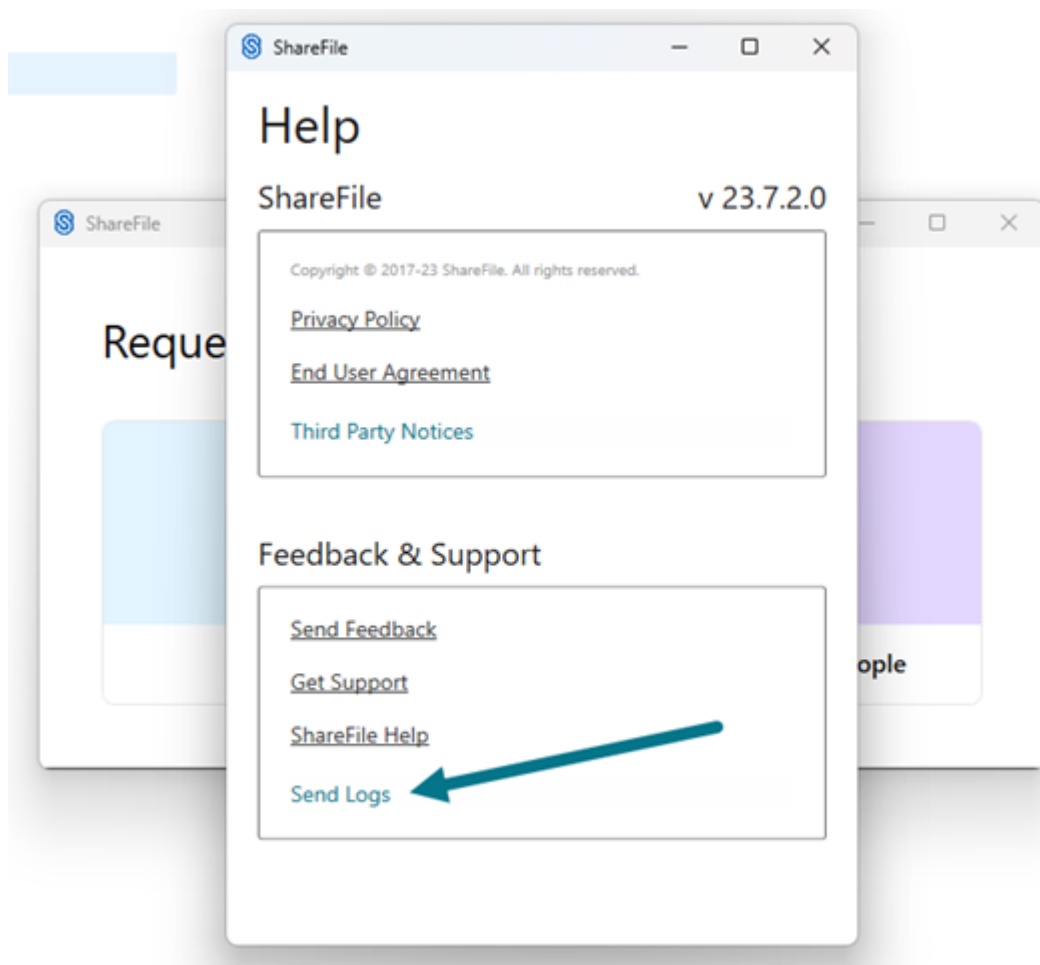 ShareFile
Help
ShareFile v 23.7.2.0
Copyright © 2017-23 ShareFile. All rights reserved.
Privacy Policy
End User Agreement
Third Party Notices
Feedback & Support
Send Feedback
Get Support
ShareFile Help
Send Logs
ShareFile
Reque
ople